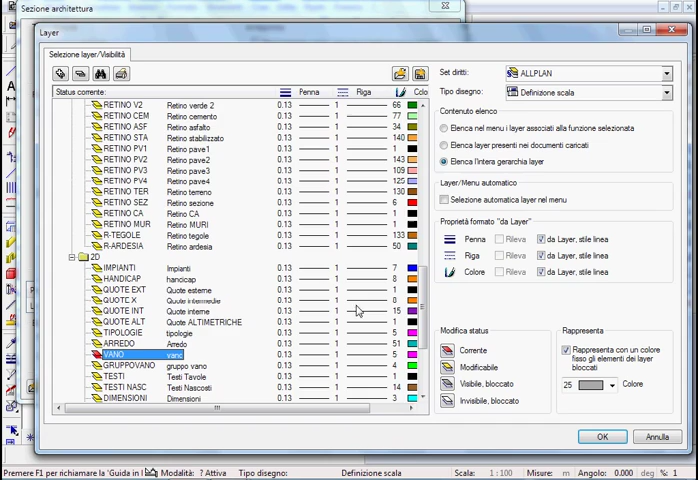 Sezione architettura
Layer
Selezione layer/Visibilità
Status corrente: Penna Riga Colo
RETINO V2 Retino verde 2 0.13 1 66
RETINO CEM Retino cemento 0.13 1 77
RETINO ASF Retino asfalto 0.13 1 34
RETINO STA Retino stabilizzato 0.13 1 140
RETINO PV1 Retino pave1 0.13 1 1
RETINO PV2 Retino pave2 0.13 1 143
RETINO PV3 Retino pave3 0.13 1 109
RETINO PV4 Retino pave4 0.13 1 125
RETINO TER Retino terreno 0.13 1 130
RETINO SEZ Retino sezione 0.13 1 6
RETINO CA Retino CA 0.13 1 1
RETINO MUR Retino MURI 0.13 1 1
R-TEGOLE Retino tegole 0.13 1 133
R-ARDESIA Retino ardesia 0.13 1 50
2D
IMPIANTI Impianti 0.13 1 7
HANDICAP handicap 0.13 1 8
QUOTE EXT Quote esterne 0.13 1 1
QUOTE X Quote intermedie 0.13 1 8
QUOTE INT Quote interne 0.13 1 15
QUOTE ALT Quote ALTIMETRICHE 0.13 1 1
TIPOLOGIE tipologie 0.13 1 5
ARREDO Arredo 0.13 1 51
VANO vano 0.13 1 5
GRUPPOVANO gruppo vano 0.13 1 4
TESTI Testi Tavole 0.13 1 1
TESTI NASC Testi Nascosti 0.13 1 14
DIMENSIONI Dimensioni 0.13 1 3
Set diritti: ALLPLAN
Tipo disegno: Definizione scala
Contenuto elenco
Elenca nel menu i layer associati alla funzione selezionata
Elenca layer presenti nei documenti caricati
Elenca l'intera gerarchia layer
Layer/Menu automatico
Selezione automatica layer nel menu
Proprietà formato "da Layer"
Penna Rileva da Layer, stile linea
Riga Rileva da Layer, stile linea
Colore Rileva da Layer, stile linea
Modifica status
Corrente
Modificabile
Visibile, bloccato
Invisibile, bloccato
Rappresenta
Rappresenta con un colore
fisso gli elementi dei layer
bloccati
25 Colore
OK Annulla
Premere F1 per richiamare la 'Guida in l Modalità: ? Attiva Tipo disegno: Definizione scala Scala: 1 : 100 Misure: m Angolo: 0.000 deg %: 1